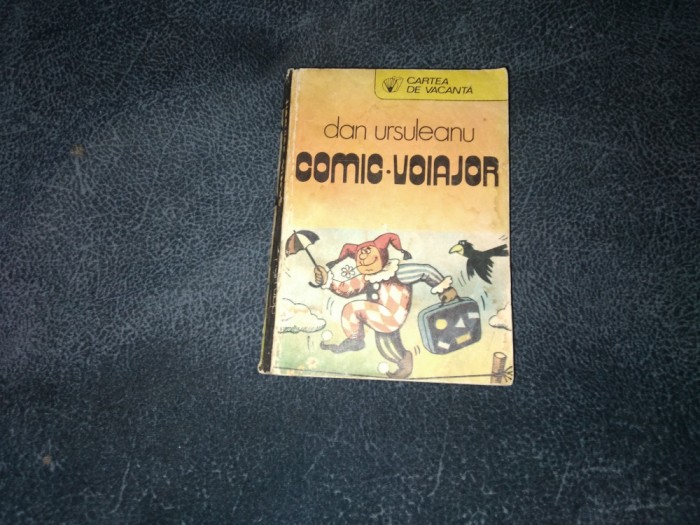 CARTEA
DE VACANȚĂ
dan ursuleanu
COMIC·VOIAJOR